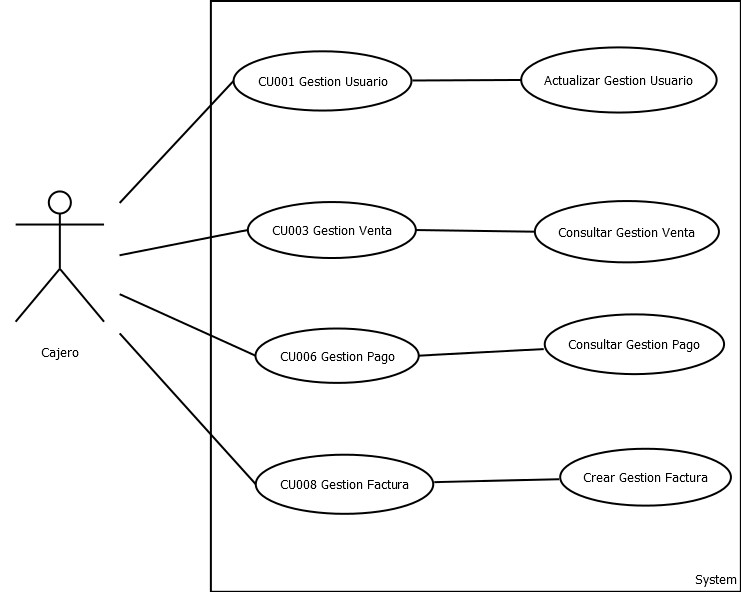 CU001 Gestion Usuario
Actualizar Gestion Usuario
CU003 Gestion Venta
Consultar Gestion Venta
Cajero
CU006 Gestion Pago
Consultar Gestion Pago
CU008 Gestion Factura
Crear Gestion Factura
System